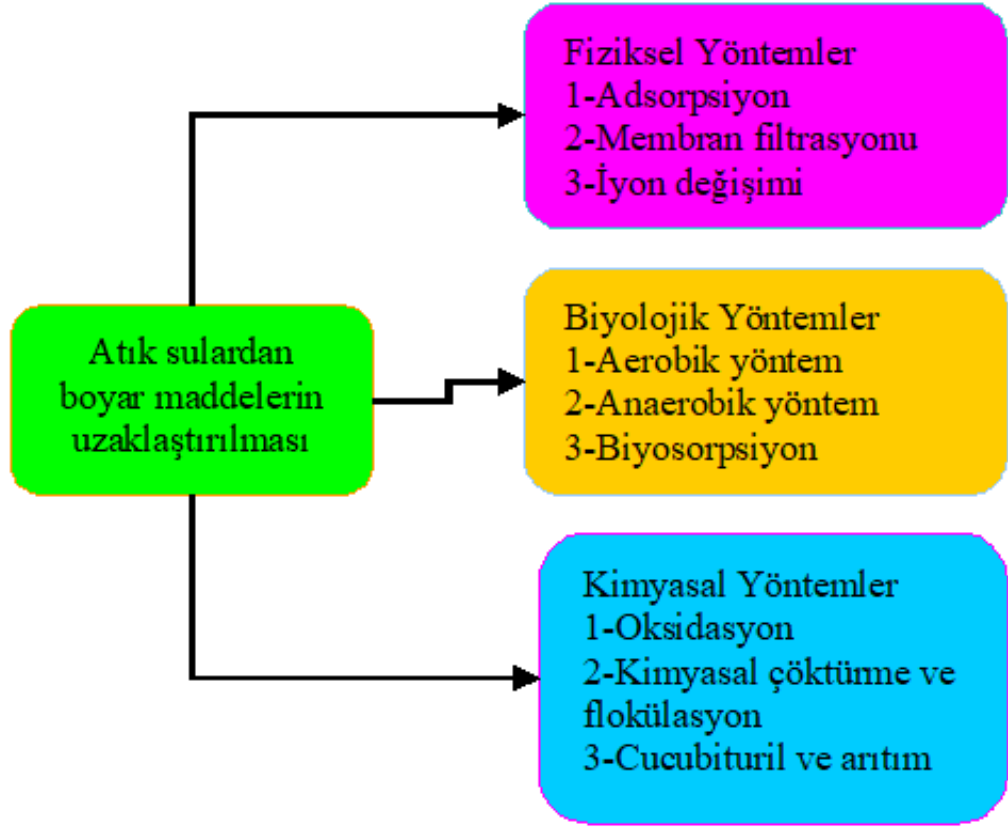 Fiziksel Yöntemler
1-Adsorpsiyon
2-Membran filtrasyonu
3-İyon değişimi
Atık sulardan
boyar maddelerin
uzaklaştırılması
Biyolojik Yöntemler
1-Aerobik yöntem
2-Anaerobik yöntem
3-Biyosorpsiyon
Kimyasal Yöntemler
1-Oksidasyon
2-Kimyasal çöktürme ve
flokülasyon
3-Cucubituril ve arıtım